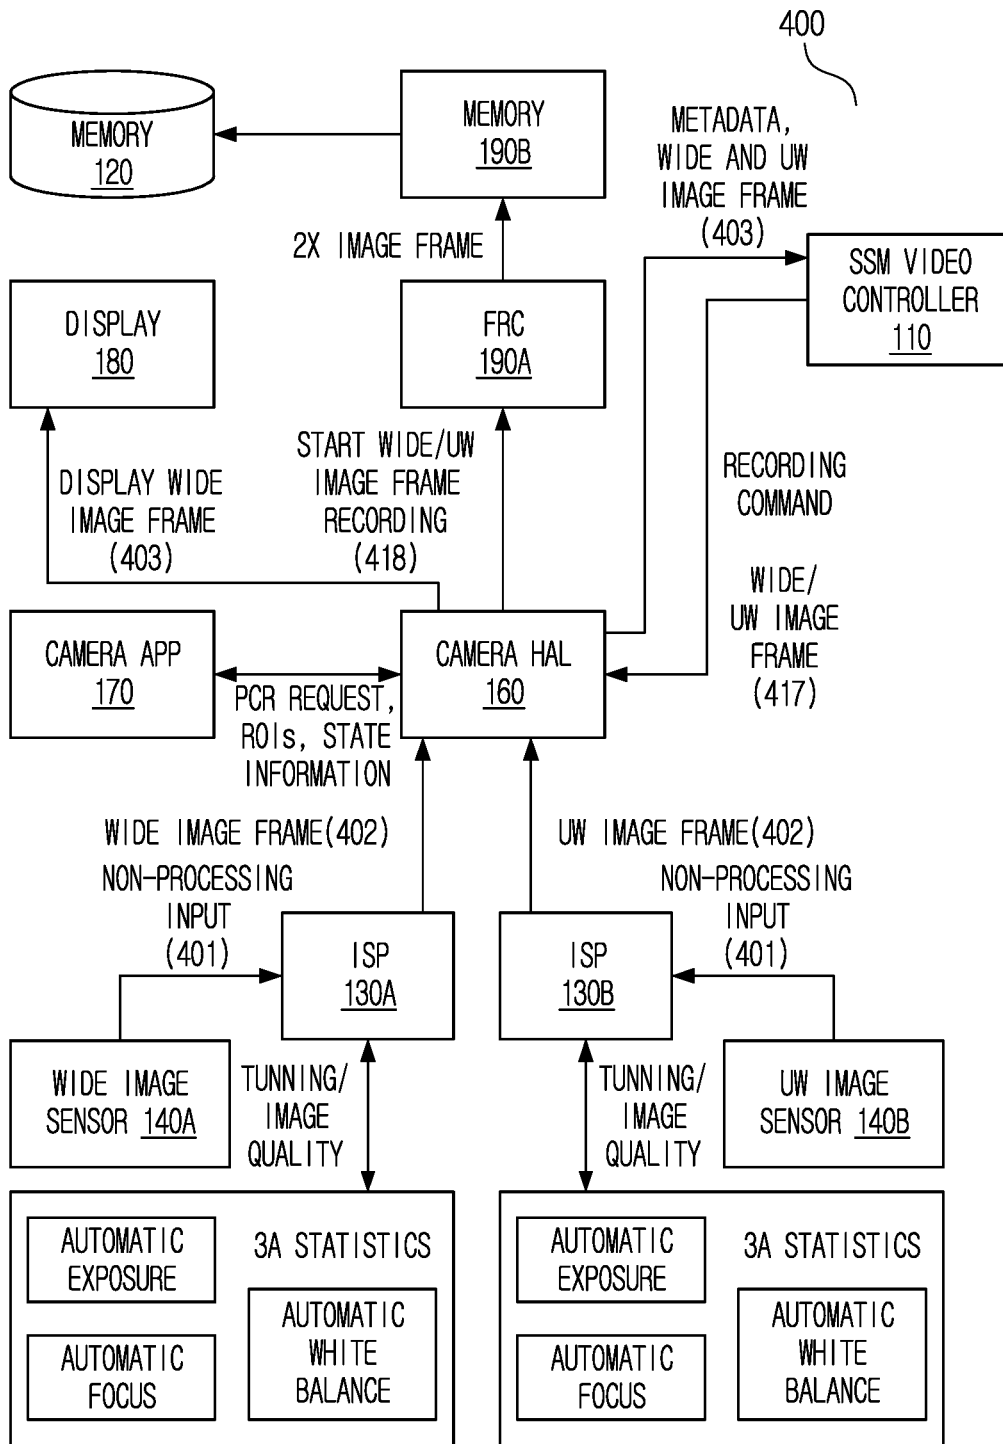 400
MEMORY
120
MEMORY
190B
METADATA,
WIDE AND UW
IMAGE FRAME
(403)
2X IMAGE FRAME
SSM VIDEO
CONTROLLER
110
DISPLAY
180
FRC
190A
DISPLAY WIDE
IMAGE FRAME
(403)
START WIDE/UW
IMAGE FRAME
RECORDING
(418)
RECORDING
COMMAND
WIDE/
UW IMAGE
FRAME
(417)
CAMERA APP
170
CAMERA HAL
160
PCR REQUEST,
ROIs, STATE
INFORMATION
WIDE IMAGE FRAME(402)
UW IMAGE FRAME(402)
NON-PROCESSING
INPUT
(401)
NON-PROCESSING
INPUT
(401)
ISP
130A
ISP
130B
WIDE IMAGE
SENSOR 140A
TUNNING/
IMAGE
QUALITY
TUNNING/
IMAGE
QUALITY
UW IMAGE
SENSOR 140B
AUTOMATIC
EXPOSURE
3A STATISTICS
AUTOMATIC
FOCUS
AUTOMATIC
WHITE
BALANCE
AUTOMATIC
EXPOSURE
3A STATISTICS
AUTOMATIC
FOCUS
AUTOMATIC
WHITE
BALANCE